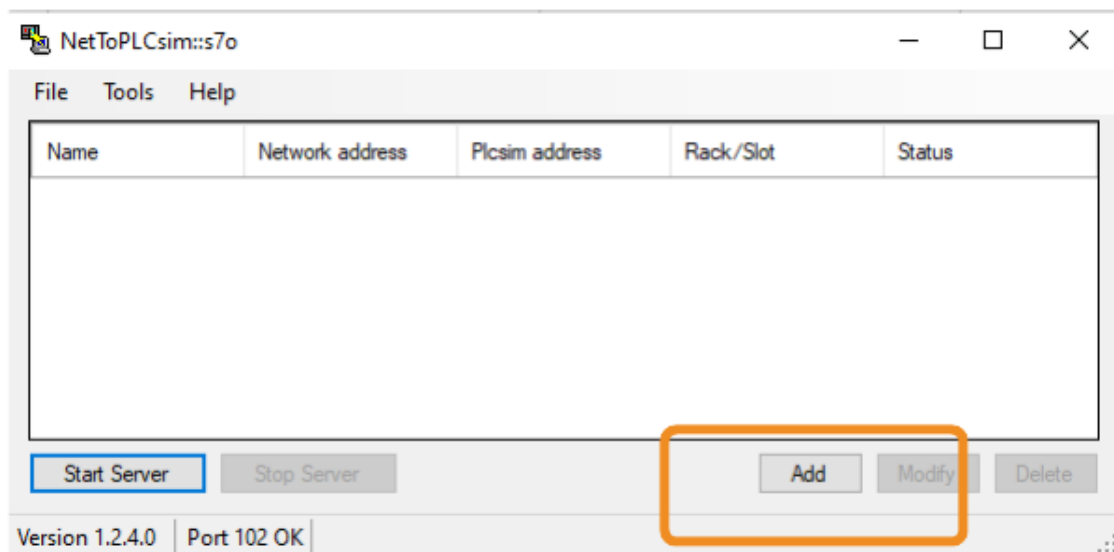 NetToPLCsim::s7o
File Tools Help
Name Network address Plcsim address Rack/Slot Status
Start Server Stop Server Add Modify Delete
Version 1.2.4.0 Port 102 OK